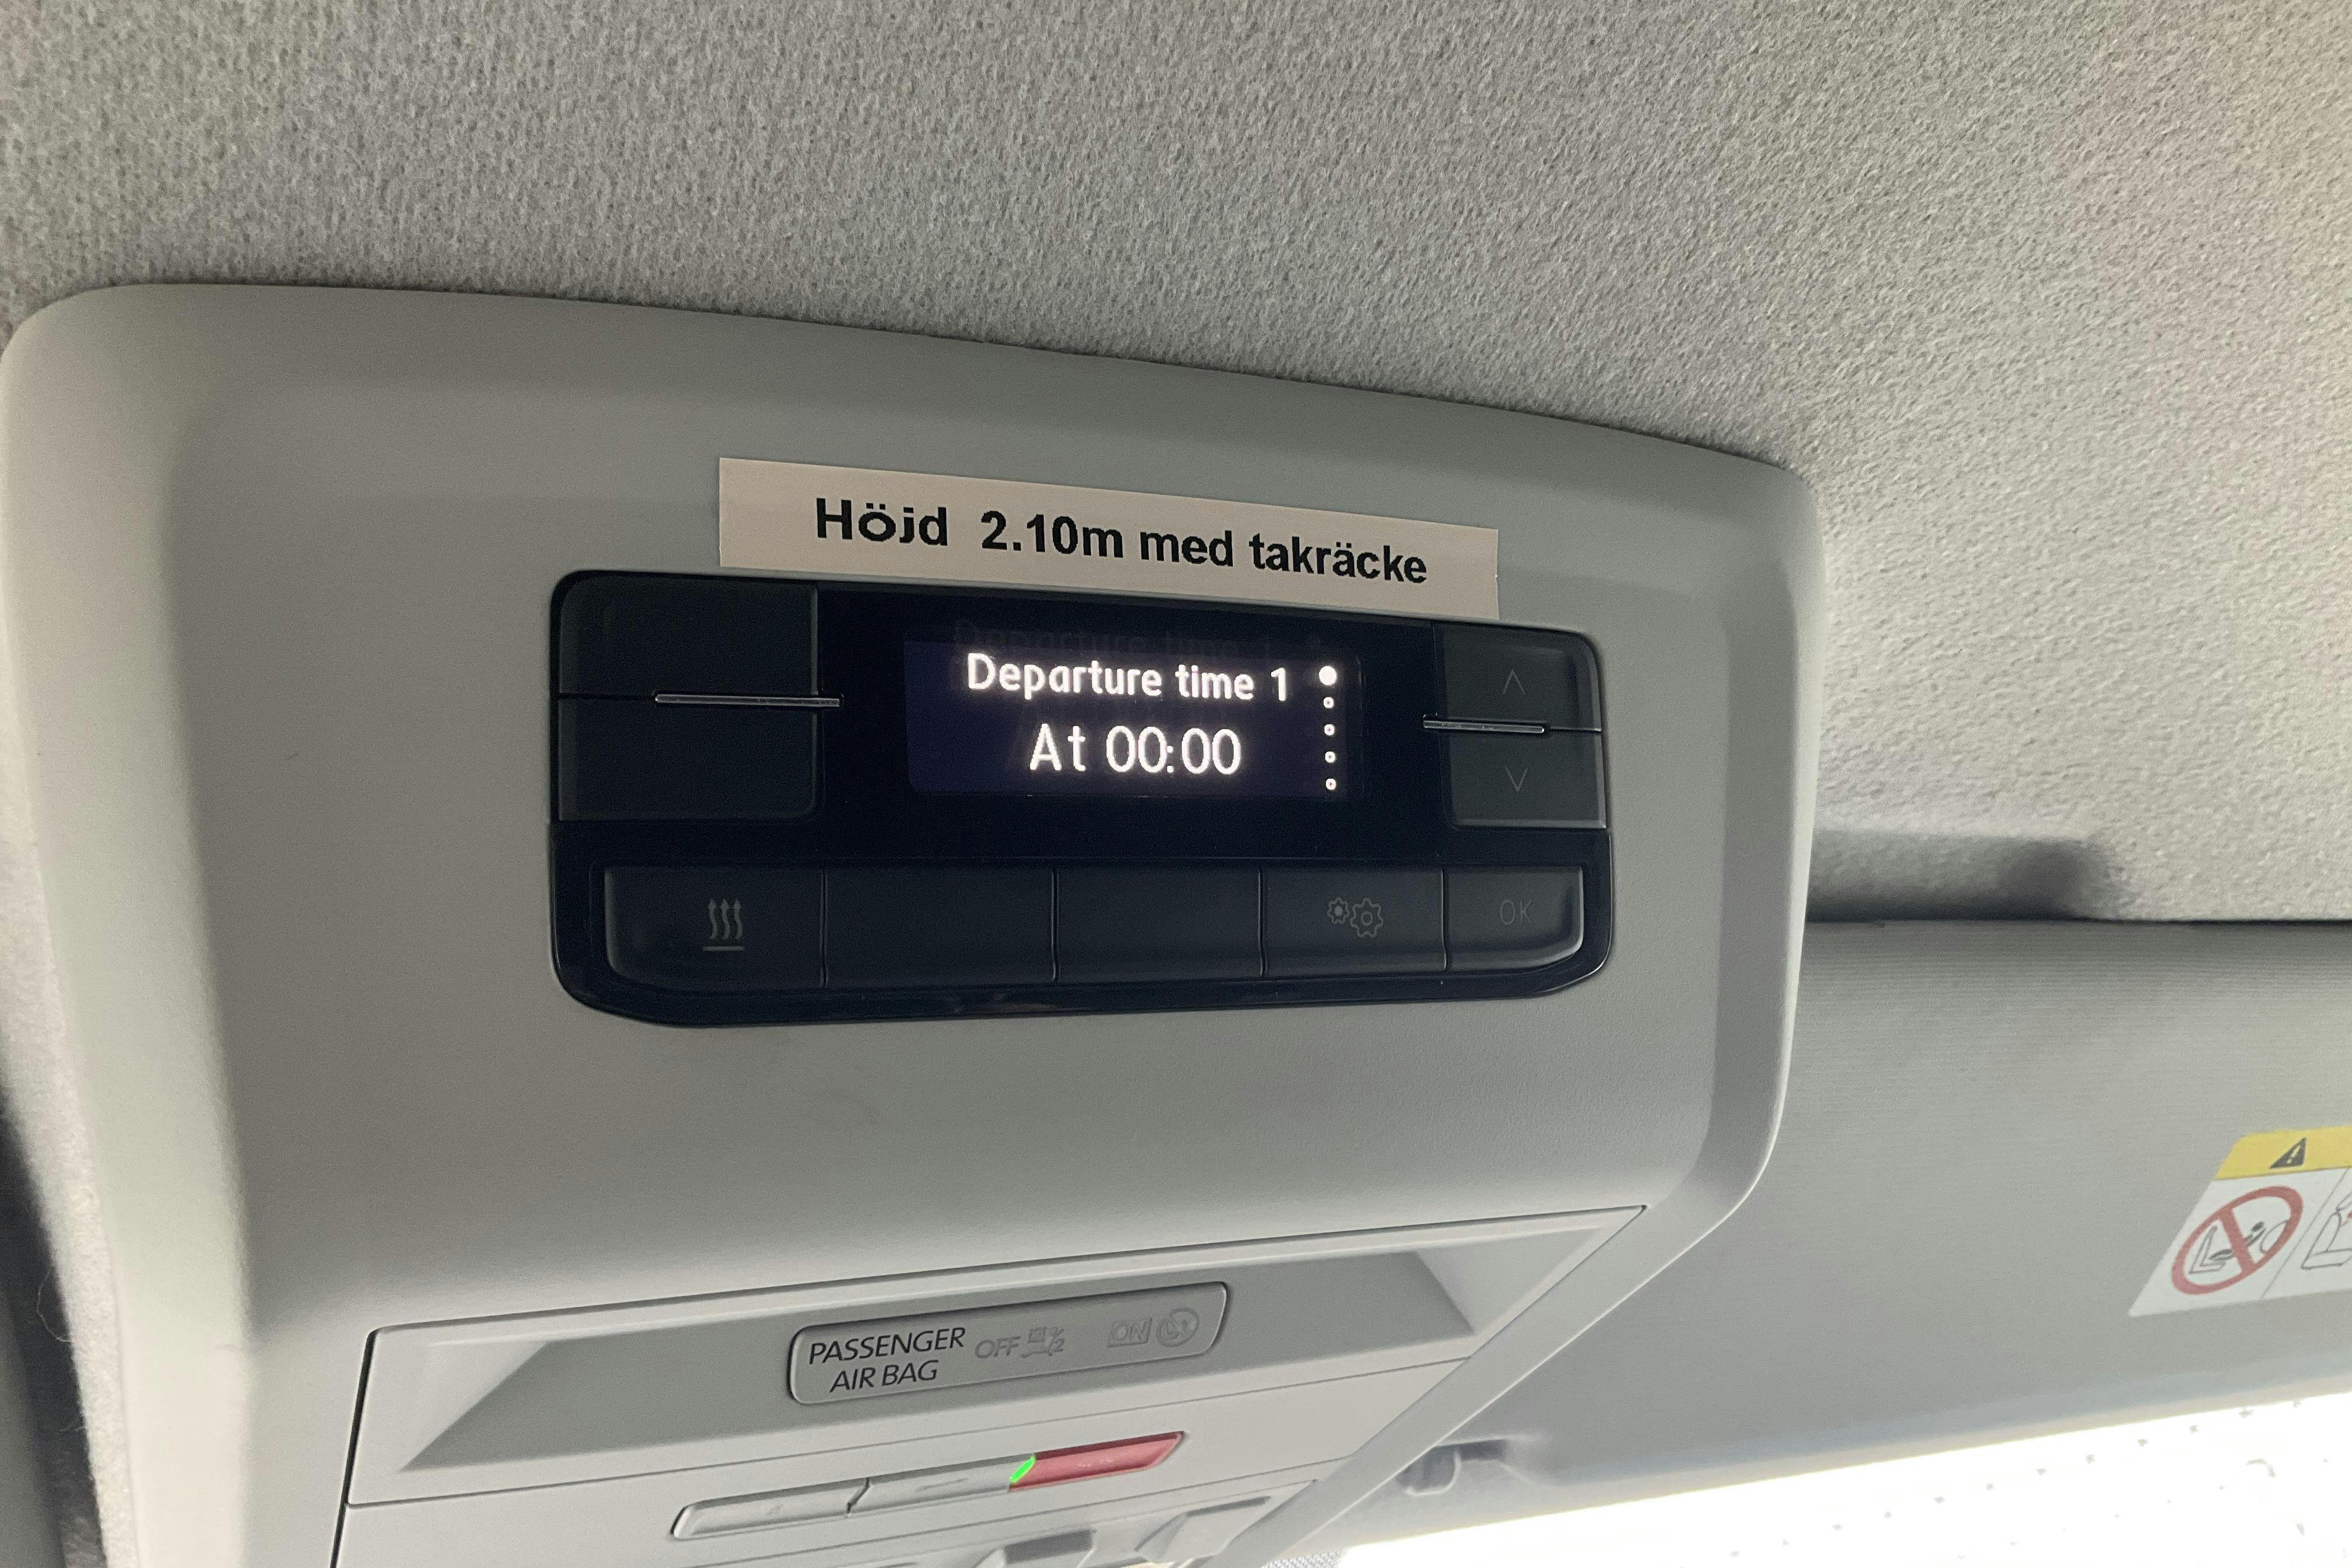 Höjd 2.10m med takräcke
Departure time 1
At 00:00
OK
PASSENGER
AIR BAG
OFF
ON